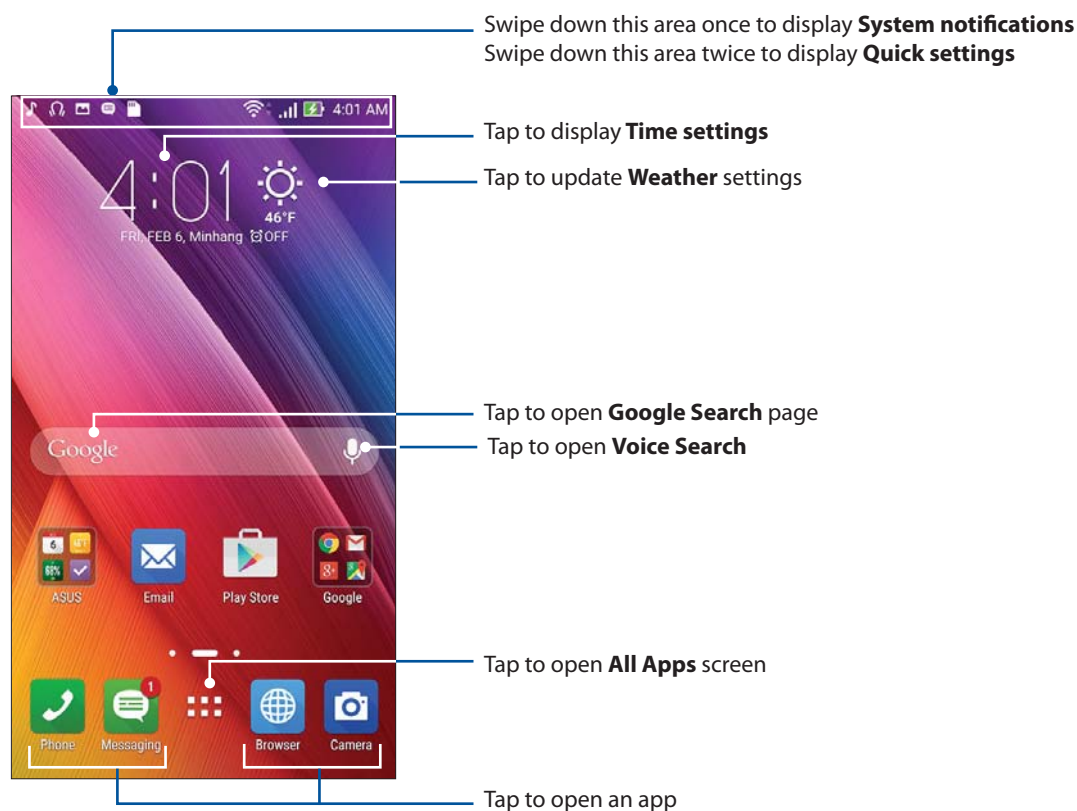 Swipe down this area once to display System notifications
Swipe down this area twice to display Quick settings
4:01 AM
Tap to display Time settings
Tap to update Weather settings
4:01
46°F
FRI, FEB 6, Minhang OFF
Tap to open Google Search page
Google
Tap to open Voice Search
6
68%
8+
ASUS
Email
Play Store
Google
Tap to open All Apps screen
1
Phone
Messaging
Browser
Camera
Tap to open an app